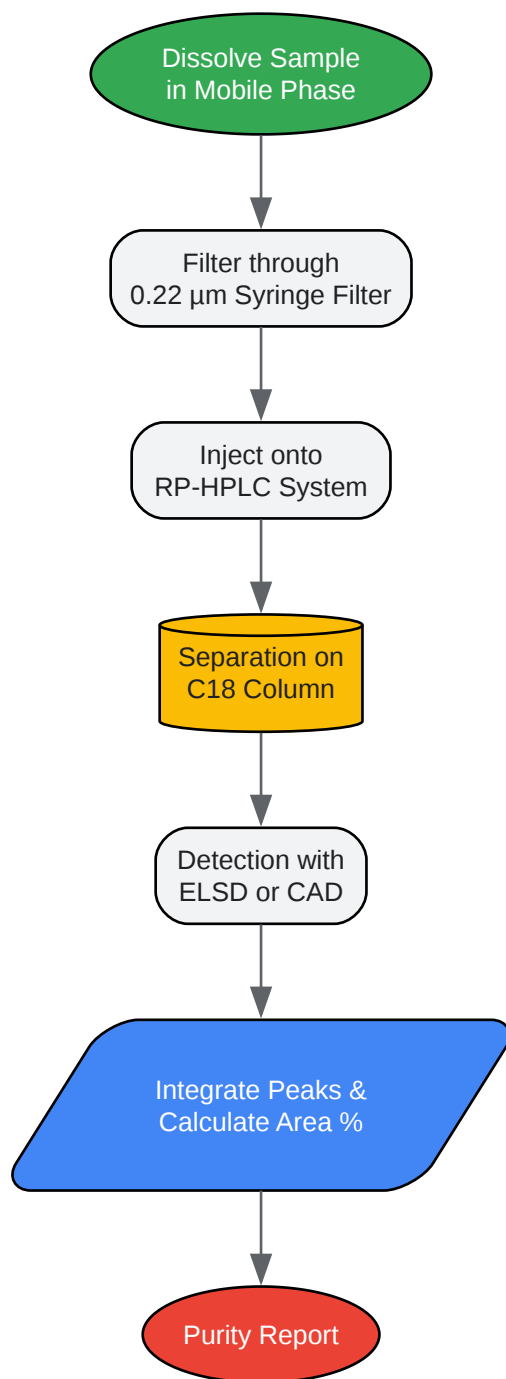 Dissolve Sample
in Mobile Phase
Filter through
0.22 µm Syringe Filter
Inject onto
RP-HPLC System
Separation on
C18 Column
Detection with
ELSD or CAD
Integrate Peaks &
Calculate Area %
Purity Report